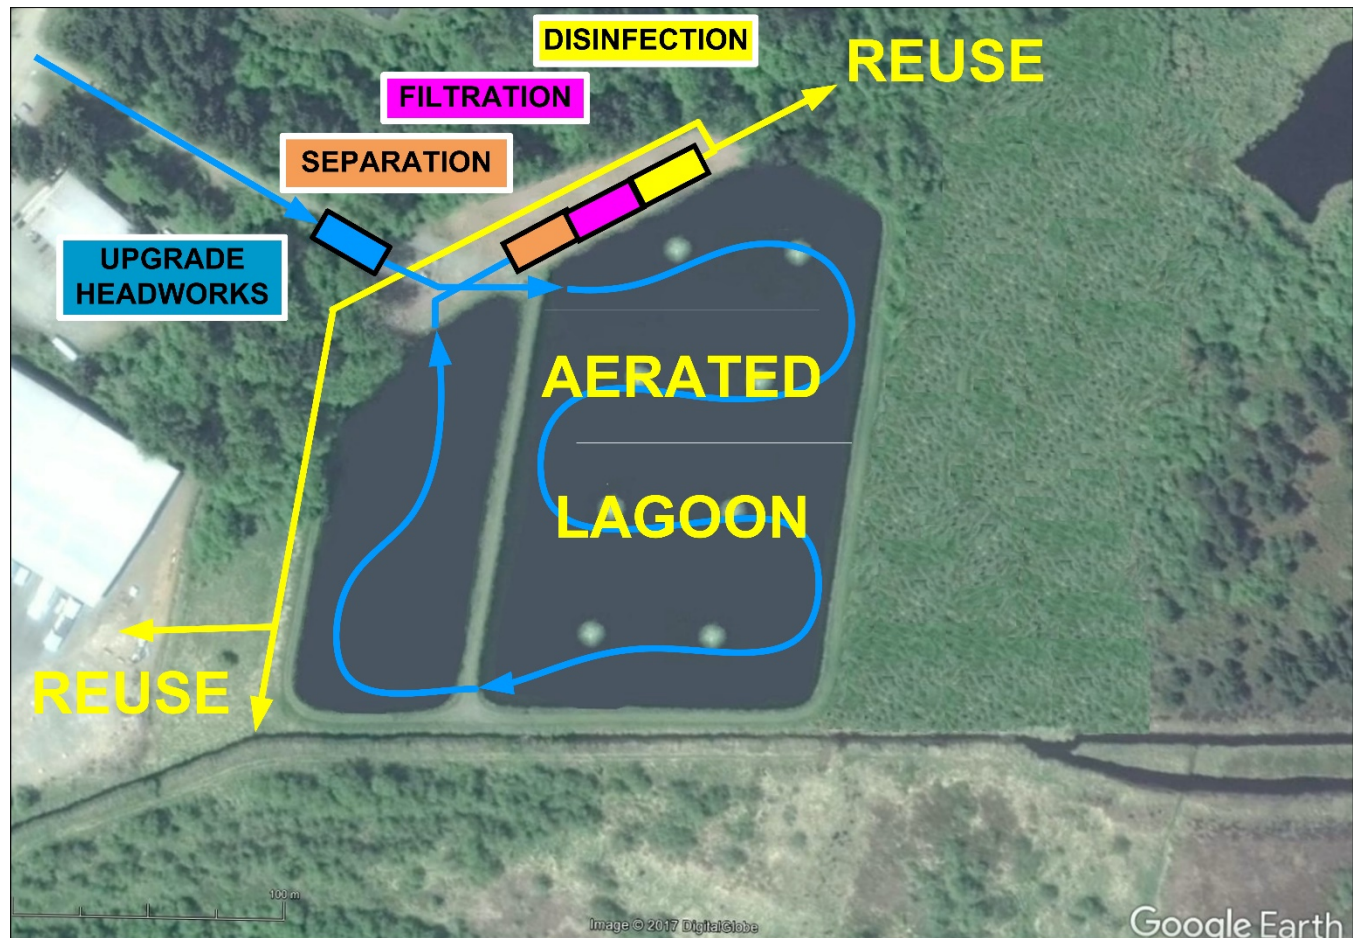 DISINFECTION
REUSE
FILTRATION
SEPARATION
UPGRADE
HEADWORKS
AERATED
LAGOON
REUSE
100 m
Image © 2017 DigitalGlobe
Google Earth